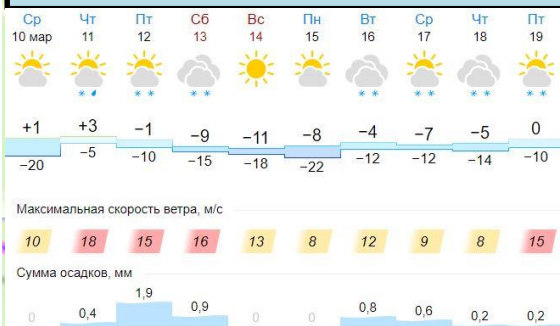 Ср Чт Пт Сб Вс Пн Вт Ср Чт Пт
10 мар 11 12 13 14 15 16 17 18 19
+1 +3 −1 −9 −11 −8 −4 −7 −5 0
−20 −5 −10 −15 −18 −22 −12 −12 −14 −10
Максимальная скорость ветра, м/с
10 18 15 16 13 8 12 9 8 15
Сумма осадков, мм
0 0,4 1,9 0,9 0 0 0,8 0,6 0,2 0,2